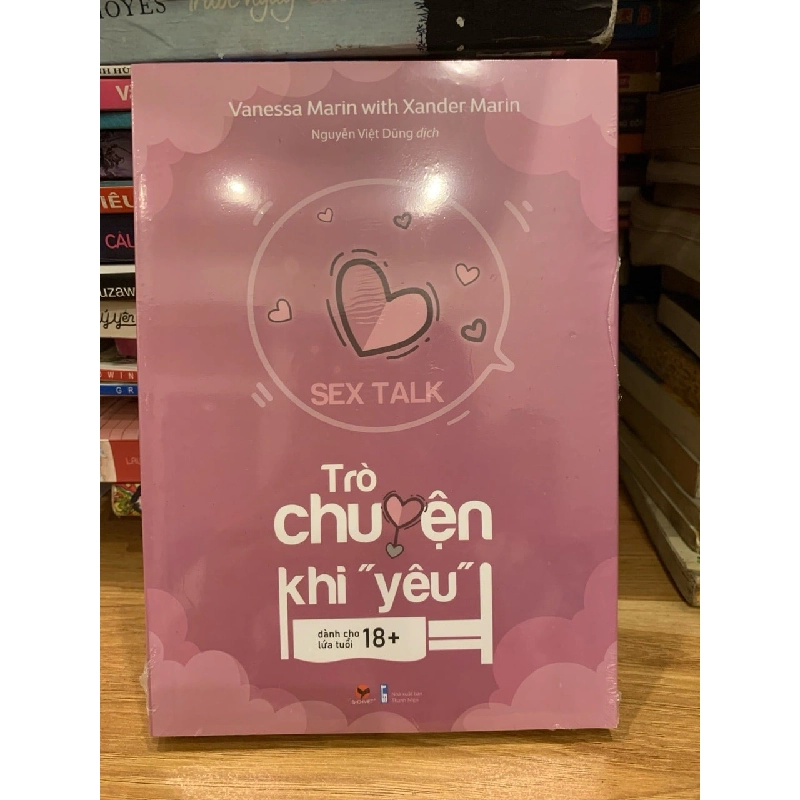 Vanessa Marin with Xander Marin
Nguyễn Việt Dũng dịch
SEX TALK
Trò
chuyện
khi "yêu"
dành cho
lứa tuổi 18+